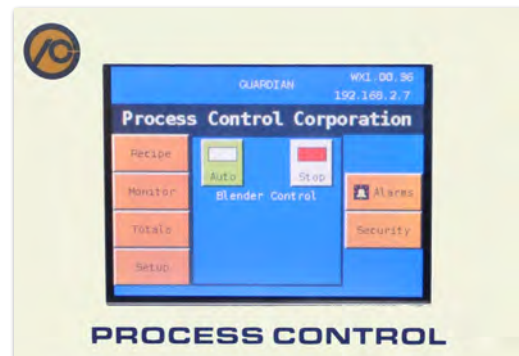 GUARDIAN
WX1.00.96
192.168.2.7
Process Control Corporation
Recipe
Auto
Stop
Monitor
Blender Control
Alarms
Totals
Security
Setup
PROCESS CONTROL